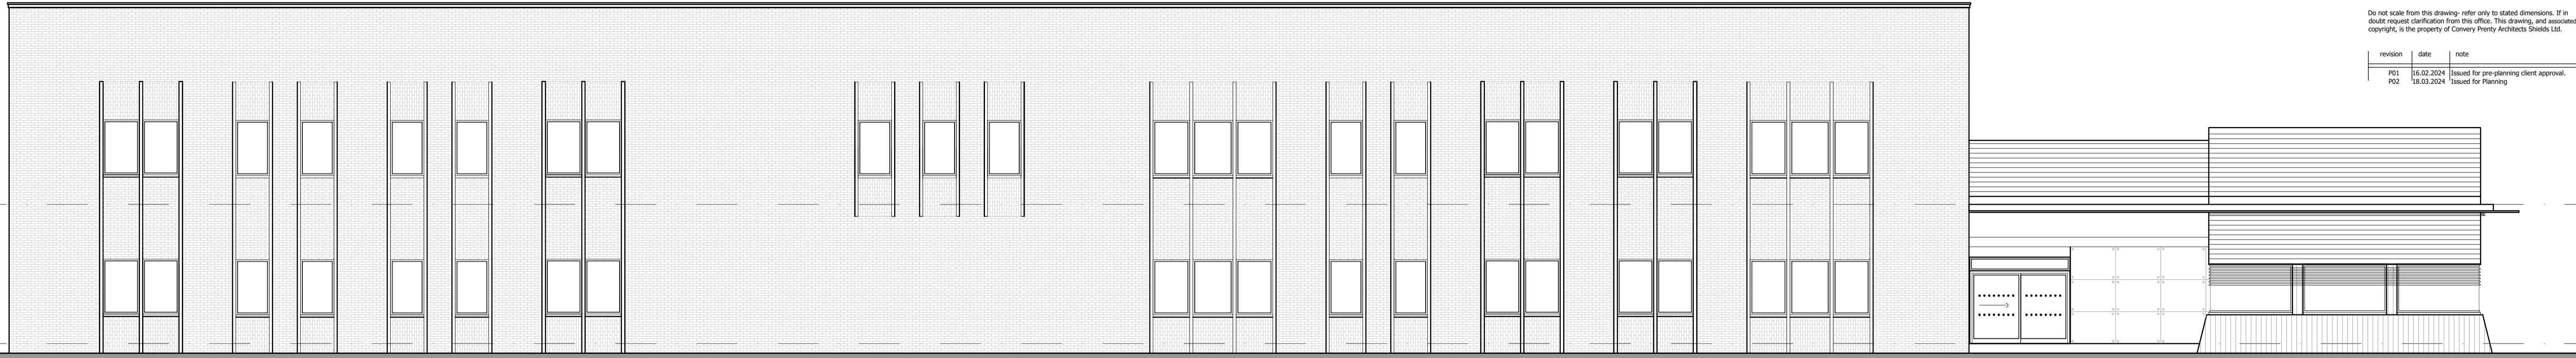 Do not scale from this drawing- refer only to stated dimensions. If in
doubt request clarification from this office. This drawing, and associated
copyright, is the property of Convery Prenty Architects Shields Ltd.
revision date note
P01 16.02.2024 Issued for pre-planning client approval.
P02 18.03.2024 Issued for Planning